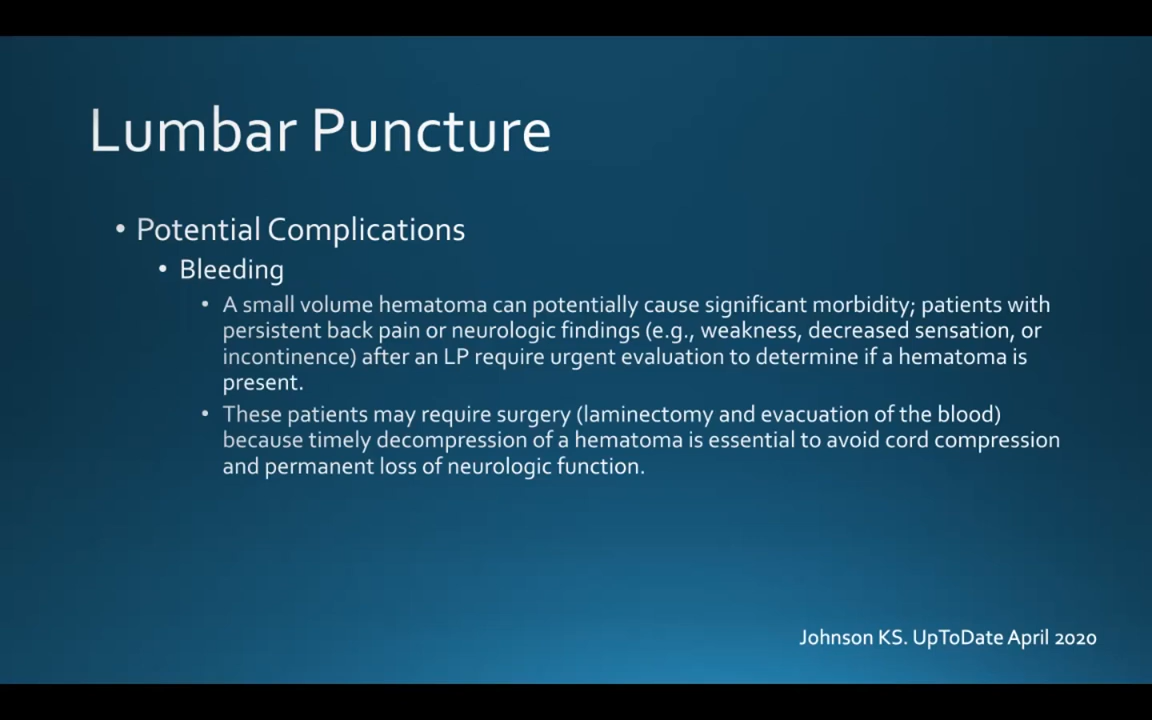 Lumbar Puncture
• Potential Complications
• Bleeding
• A small volume hematoma can potentially cause significant morbidity; patients with
persistent back pain or neurologic findings (e.g., weakness, decreased sensation, or
incontinence) after an LP require urgent evaluation to determine if a hematoma is
present.
• These patients may require surgery (laminectomy and evacuation of the blood)
because timely decompression of a hematoma is essential to avoid cord compression
and permanent loss of neurologic function.
Johnson KS. UpToDate April 2020